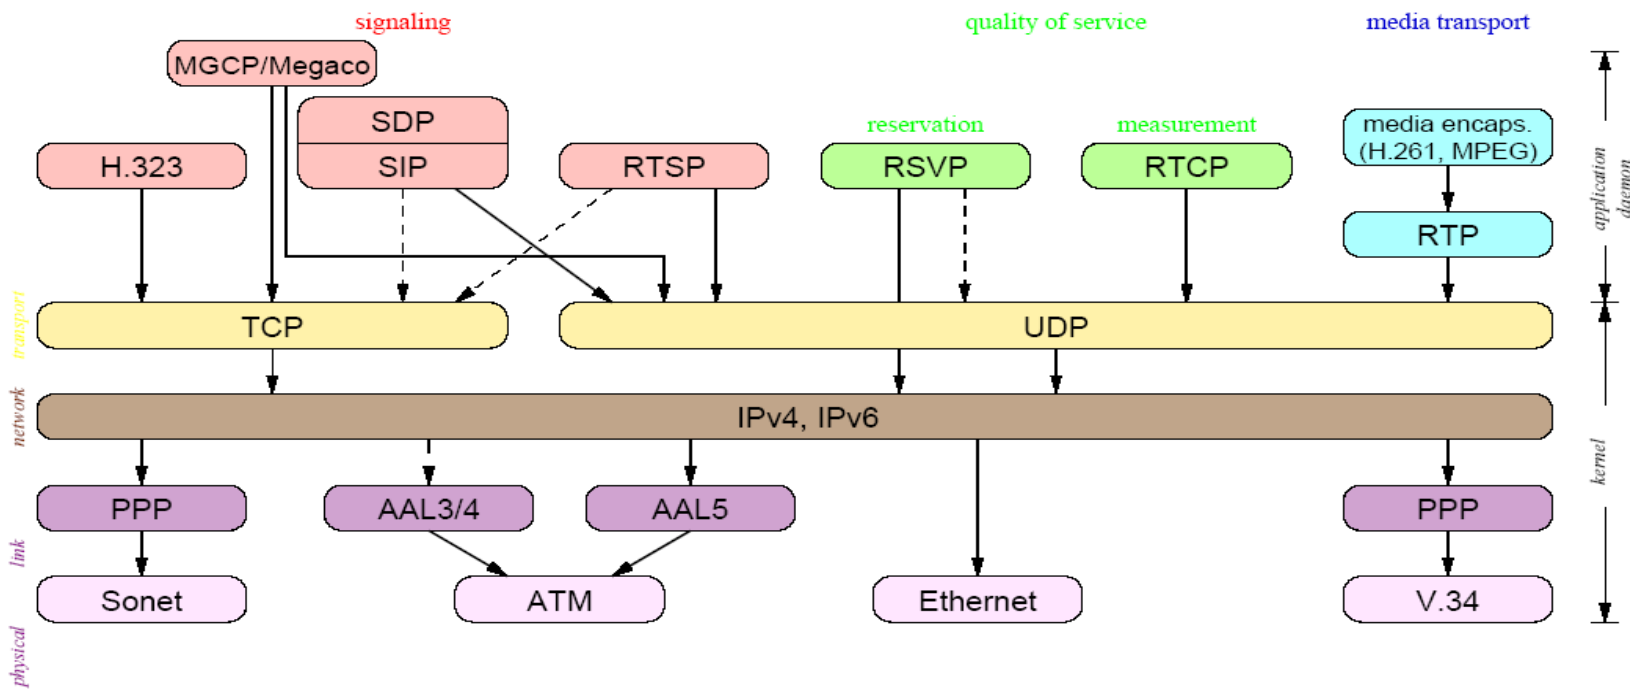 signaling
quality of service
media transport
MGCP/Megaco
SDP
SIP
H.323
RTSP
reservation
RSVP
measurement
RTCP
media encaps.
(H.261, MPEG)
RTP
application
daemon
transport
TCP
UDP
network
IPv4, IPv6
kernel
PPP
AAL3/4
AAL5
PPP
link
Sonet
ATM
Ethernet
V.34
physical